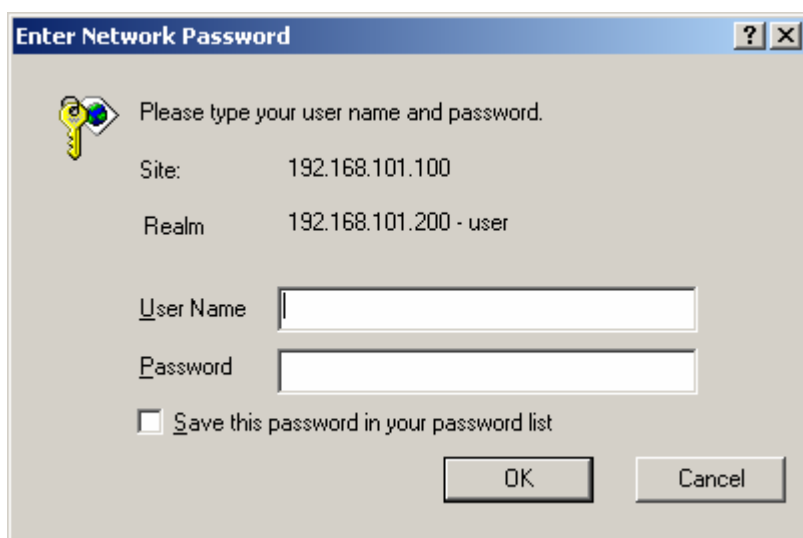 Enter Network Password
Please type your user name and password.
Site: 192.168.101.100
Realm 192.168.101.200 - user
User Name
Password
Save this password in your password list
OK Cancel